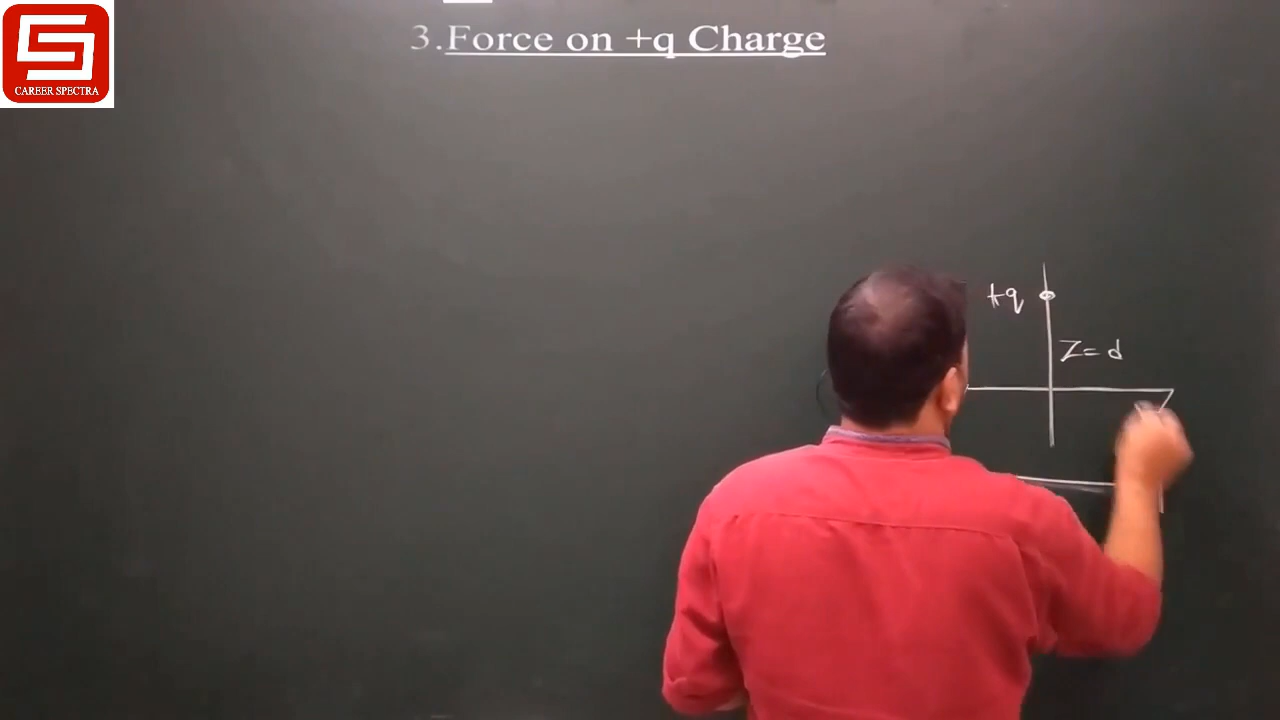 CAREER SPECTRA
3.Force on +q Charge
+q
Z= d